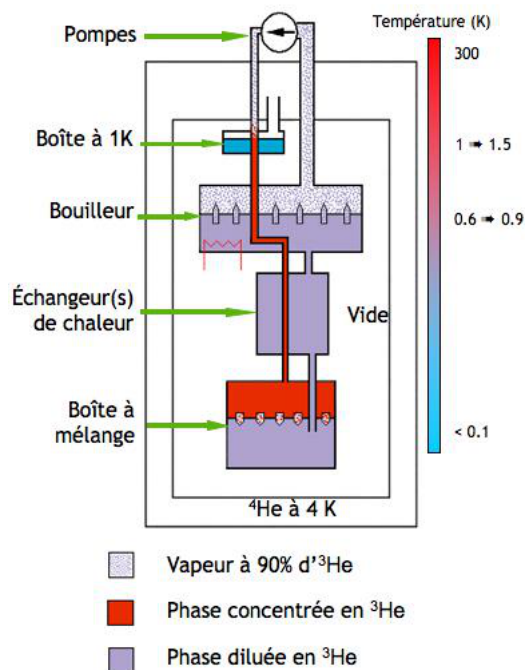 Pompes
Température (K)
300
Boîte à 1K
1 ➡ 1.5
Bouilleur
0.6 ➡ 0.9
Échangeur(s)
de chaleur
Vide
Boîte à
mélange
< 0.1
⁴He à 4 K
Vapeur à 90% d'³He
Phase concentrée en ³He
Phase diluée en ³He